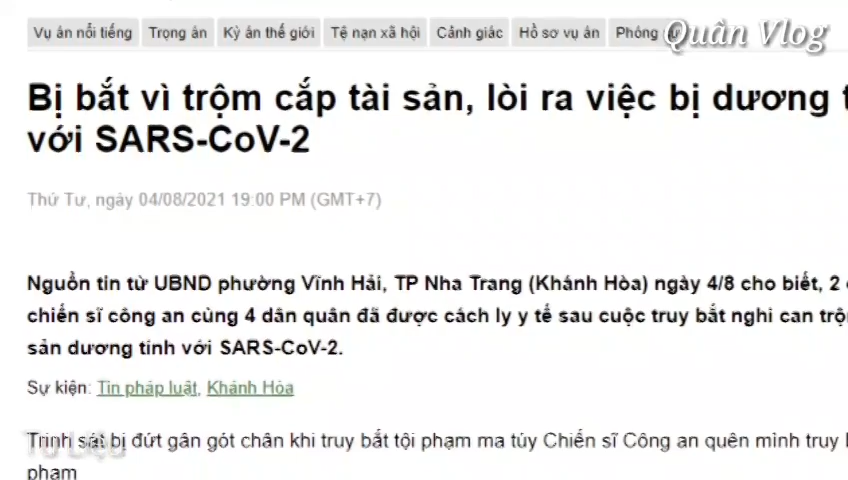 Vụ án nổi tiếng Trọng án Kỳ án thế giới Tệ nạn xã hội Cảnh giác Hồ sơ vụ án Phóng sự
Quân Vlog
Bị bắt vì trộm cắp tài sản, lòi ra việc bị dương
với SARS-CoV-2
Thứ Tư, ngày 04/08/2021 19:00 PM (GMT+7)
Nguồn tin từ UBND phường Vĩnh Hải, TP Nha Trang (Khánh Hòa) ngày 4/8 cho biết, 2
chiến sĩ công an cùng 4 dân quân đã được cách ly y tế sau cuộc truy bắt nghi can
sản dương tính với SARS-CoV-2.
Sự kiện: Tin pháp luật, Khánh Hòa
Trinh sát bị đứt gân gót chân khi truy bắt tội phạm ma túy Chiến sĩ Công an quên mình truy
Tư Liệu
phạm